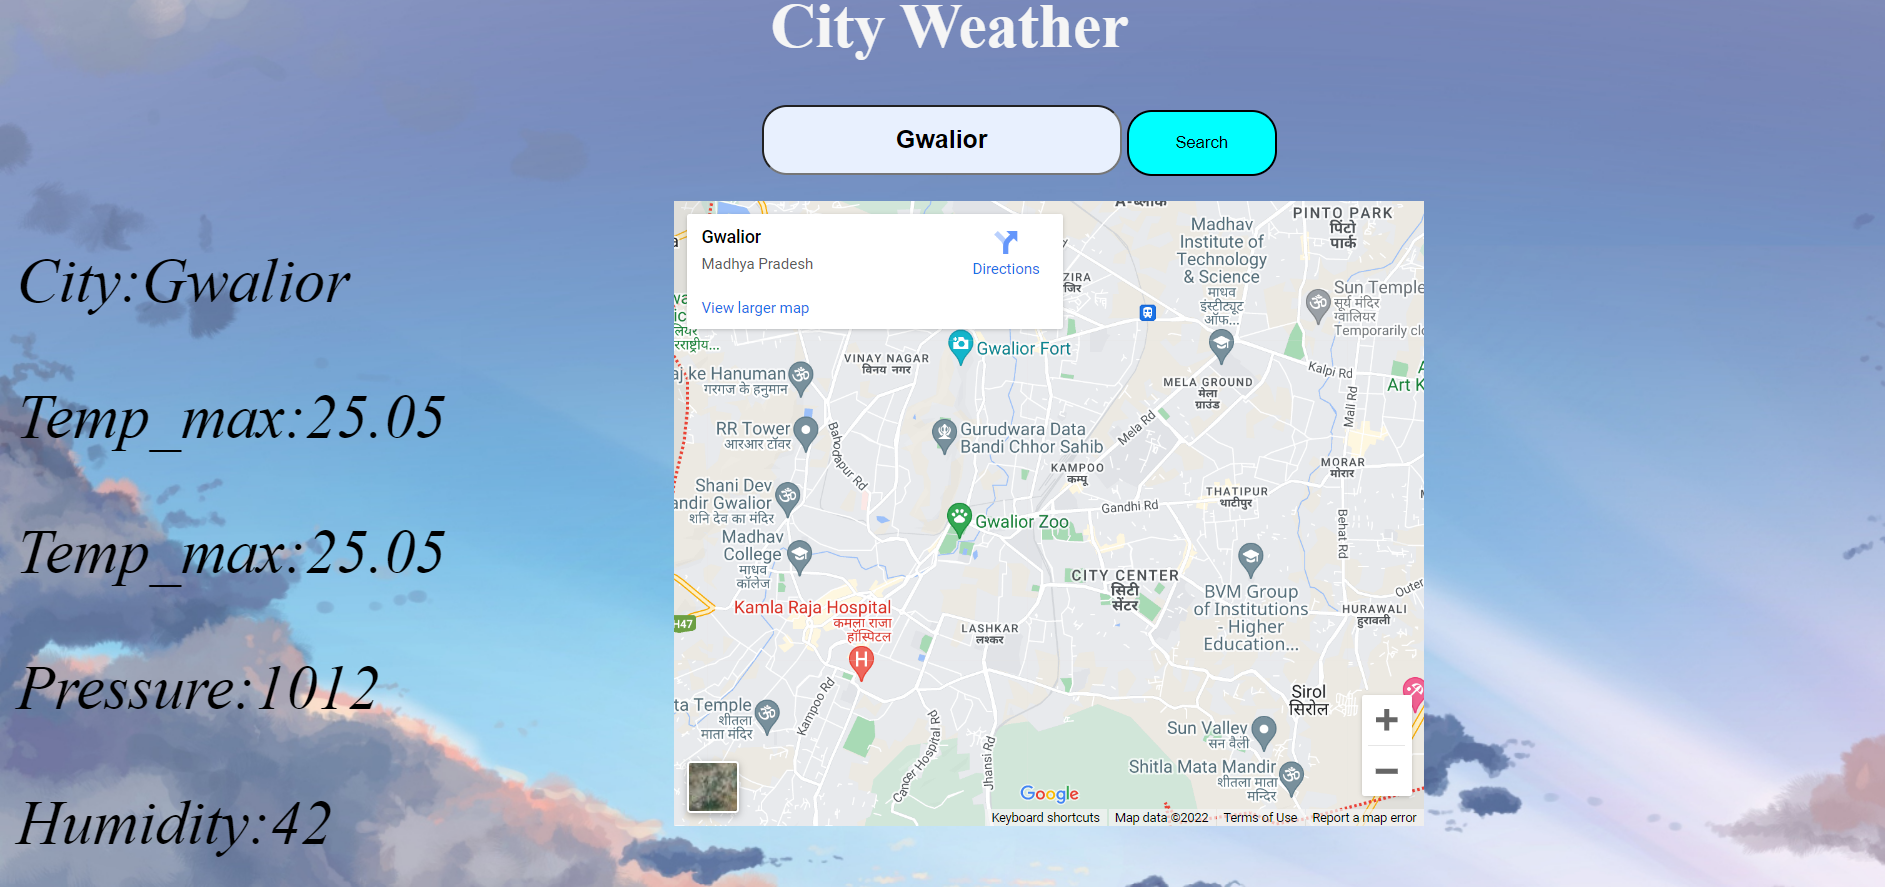 City Weather
Gwalior
Search
City:Gwalior
Temp_max:25.05
Temp_max:25.05
Pressure:1012
Humidity:42
Gwalior
Madhya Pradesh
Directions
View larger map
PINTO PARK
पिंटो
पार्क
Madhav
Institute of
Technology
& Science
माधव
इंस्टीट्यूट
ऑफ...
Sun Temple
सूर्य मंदिर
ग्वालियर
Temporarily clo
Gwalior Fort
VINAY NAGAR
विनय नगर
Kalpi Rd
Art K
ke Hanuman
गरगज के हनुमान
MELA GROUND
मेला
ग्राउंड
Mall Rd
RR Tower
आरआर टॉवर
Bahodapur Rd
Gurudwara Data
Bandi Chhor Sahib
Mela Rd
KAMPOO
कम्पू
MORAR
मोरार
Shani Dev
andir Gwalior
शनि देव का मंदिर
THATIPUR
थाटीपुर
Gandhi Rd
Gwalior Zoo
Behat Rd
Madhav
College
माधव
कॉलेज
CITY CENTER
सिटी
सेंटर
BVM Group
of Institutions
- Higher
Education...
Outer
HURAWALI
हुरावली
Kamla Raja Hospital
कमला राजा
हॉस्पिटल
H47
H
LASHKAR
लश्कर
Kampoo Rd
Sirol
सिरोल
ta Temple
शीतला
माता मंदिर
Cancer Hospital Rd
Jhansi Rd
Sun Valley
सन वैली
Shitla Mata Mandir
शीतला माता
मन्दिर
Google
Keyboard shortcuts
Map data ©2022
Terms of Use
Report a map error